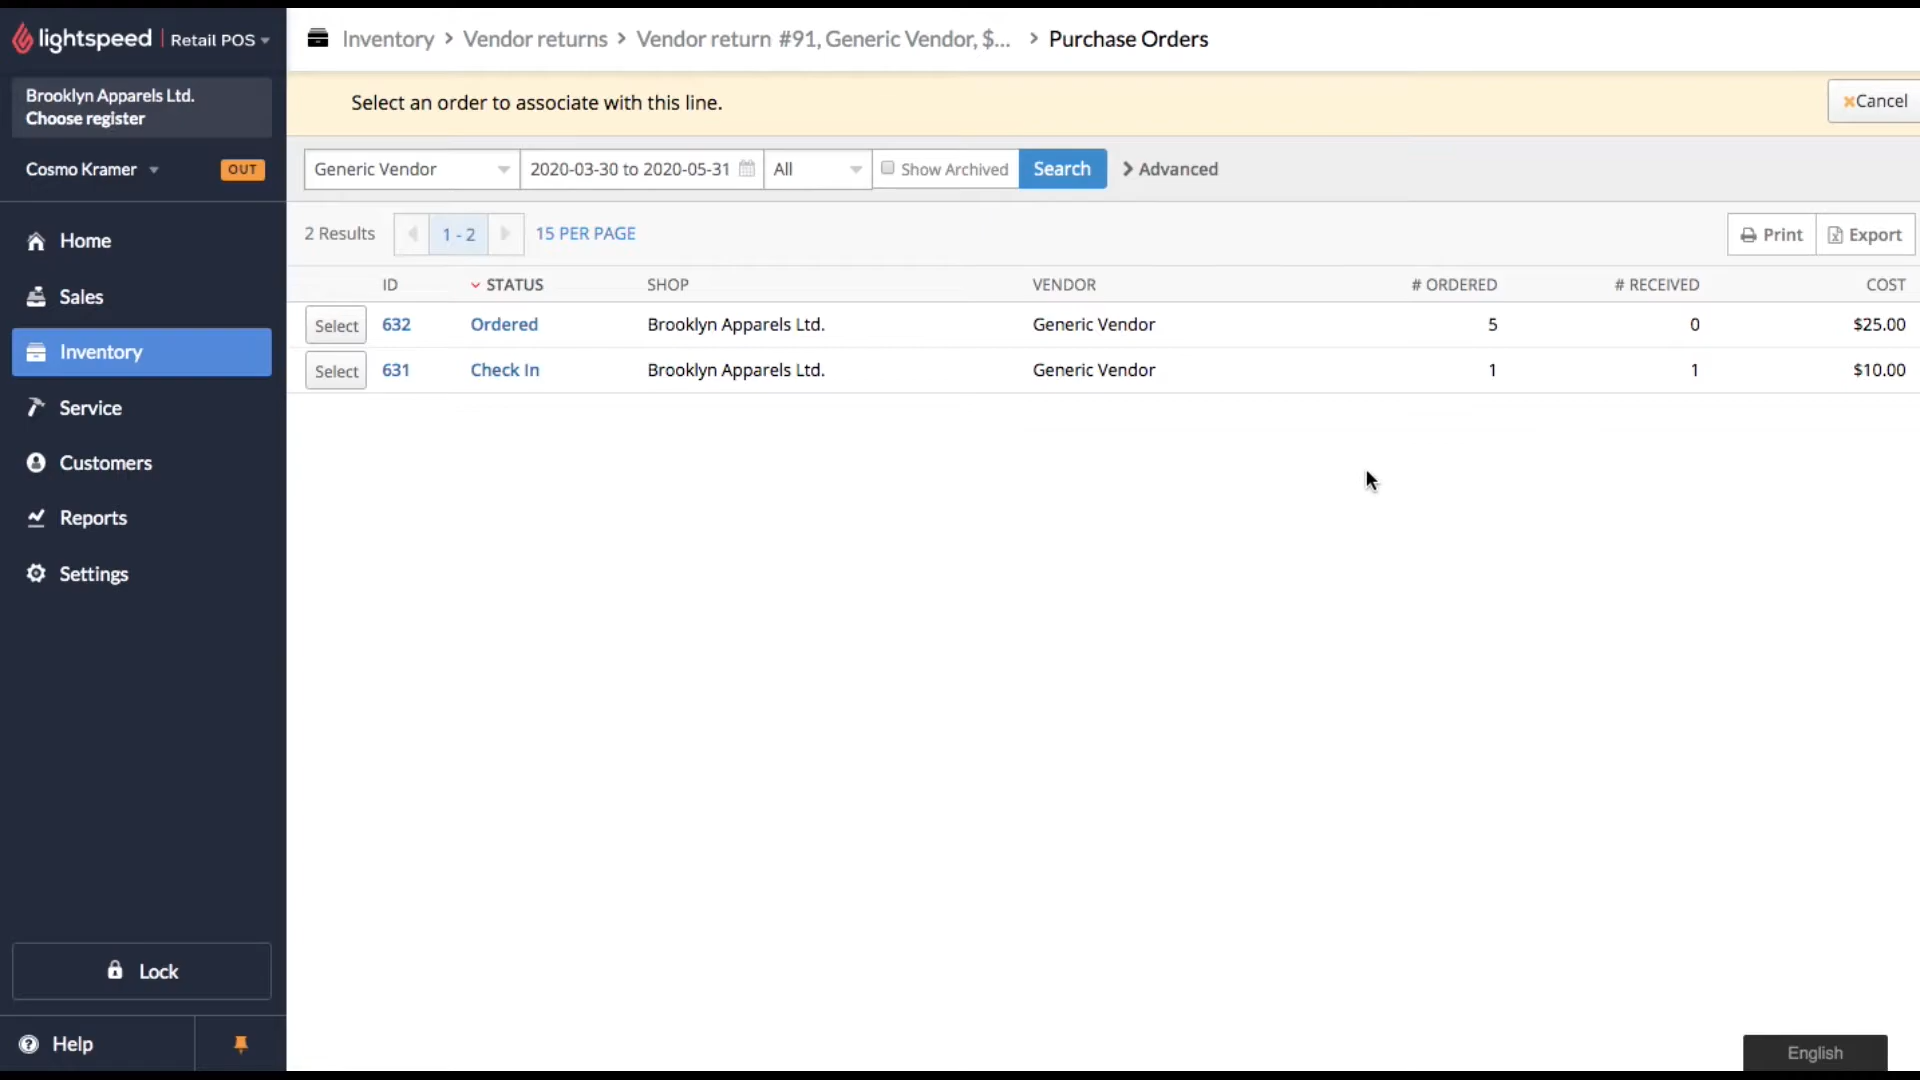 lightspeed | Retail POS
Inventory > Vendor returns > Vendor return #91, Generic Vendor, $... > Purchase Orders
Brooklyn Apparels Ltd.
Choose register
Select an order to associate with this line.
×Cancel
Cosmo Kramer OUT
Generic Vendor 2020-03-30 to 2020-05-31 All Show Archived Search > Advanced
2 Results 1 - 2 15 PER PAGE Print Export
ID STATUS SHOP VENDOR # ORDERED # RECEIVED COST
Select 632 Ordered Brooklyn Apparels Ltd. Generic Vendor 5 0 $25.00
Select 631 Check In Brooklyn Apparels Ltd. Generic Vendor 1 1 $10.00
Home
Sales
Inventory
Service
Customers
Reports
Settings
Lock
Help
English